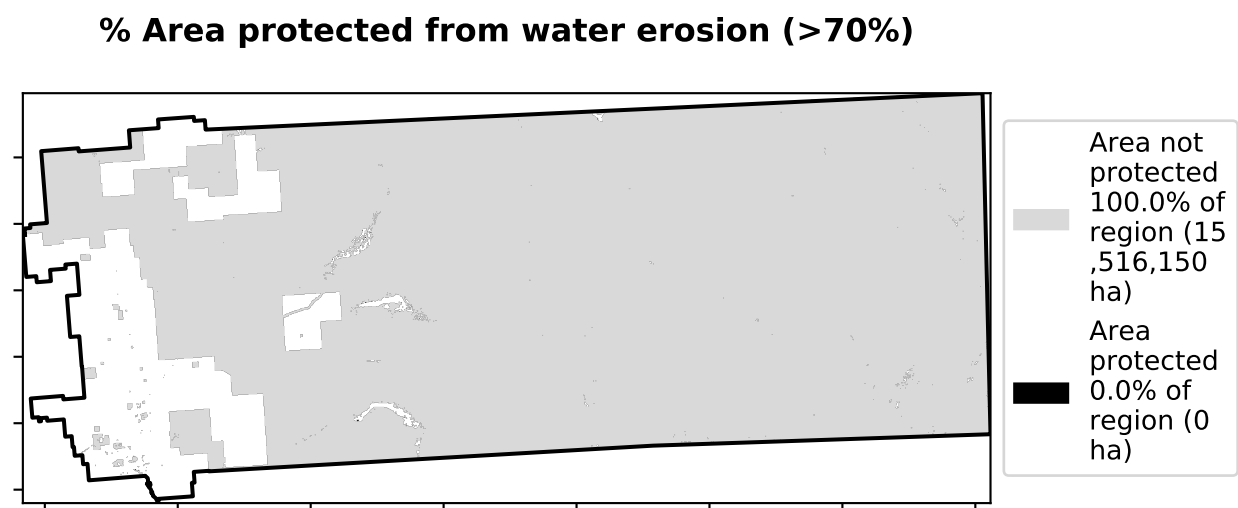 % Area protected from water erosion (>70%)
Area not
protected
100.0% of
region (15
,516,150
ha)
Area
protected
0.0% of
region (0
ha)